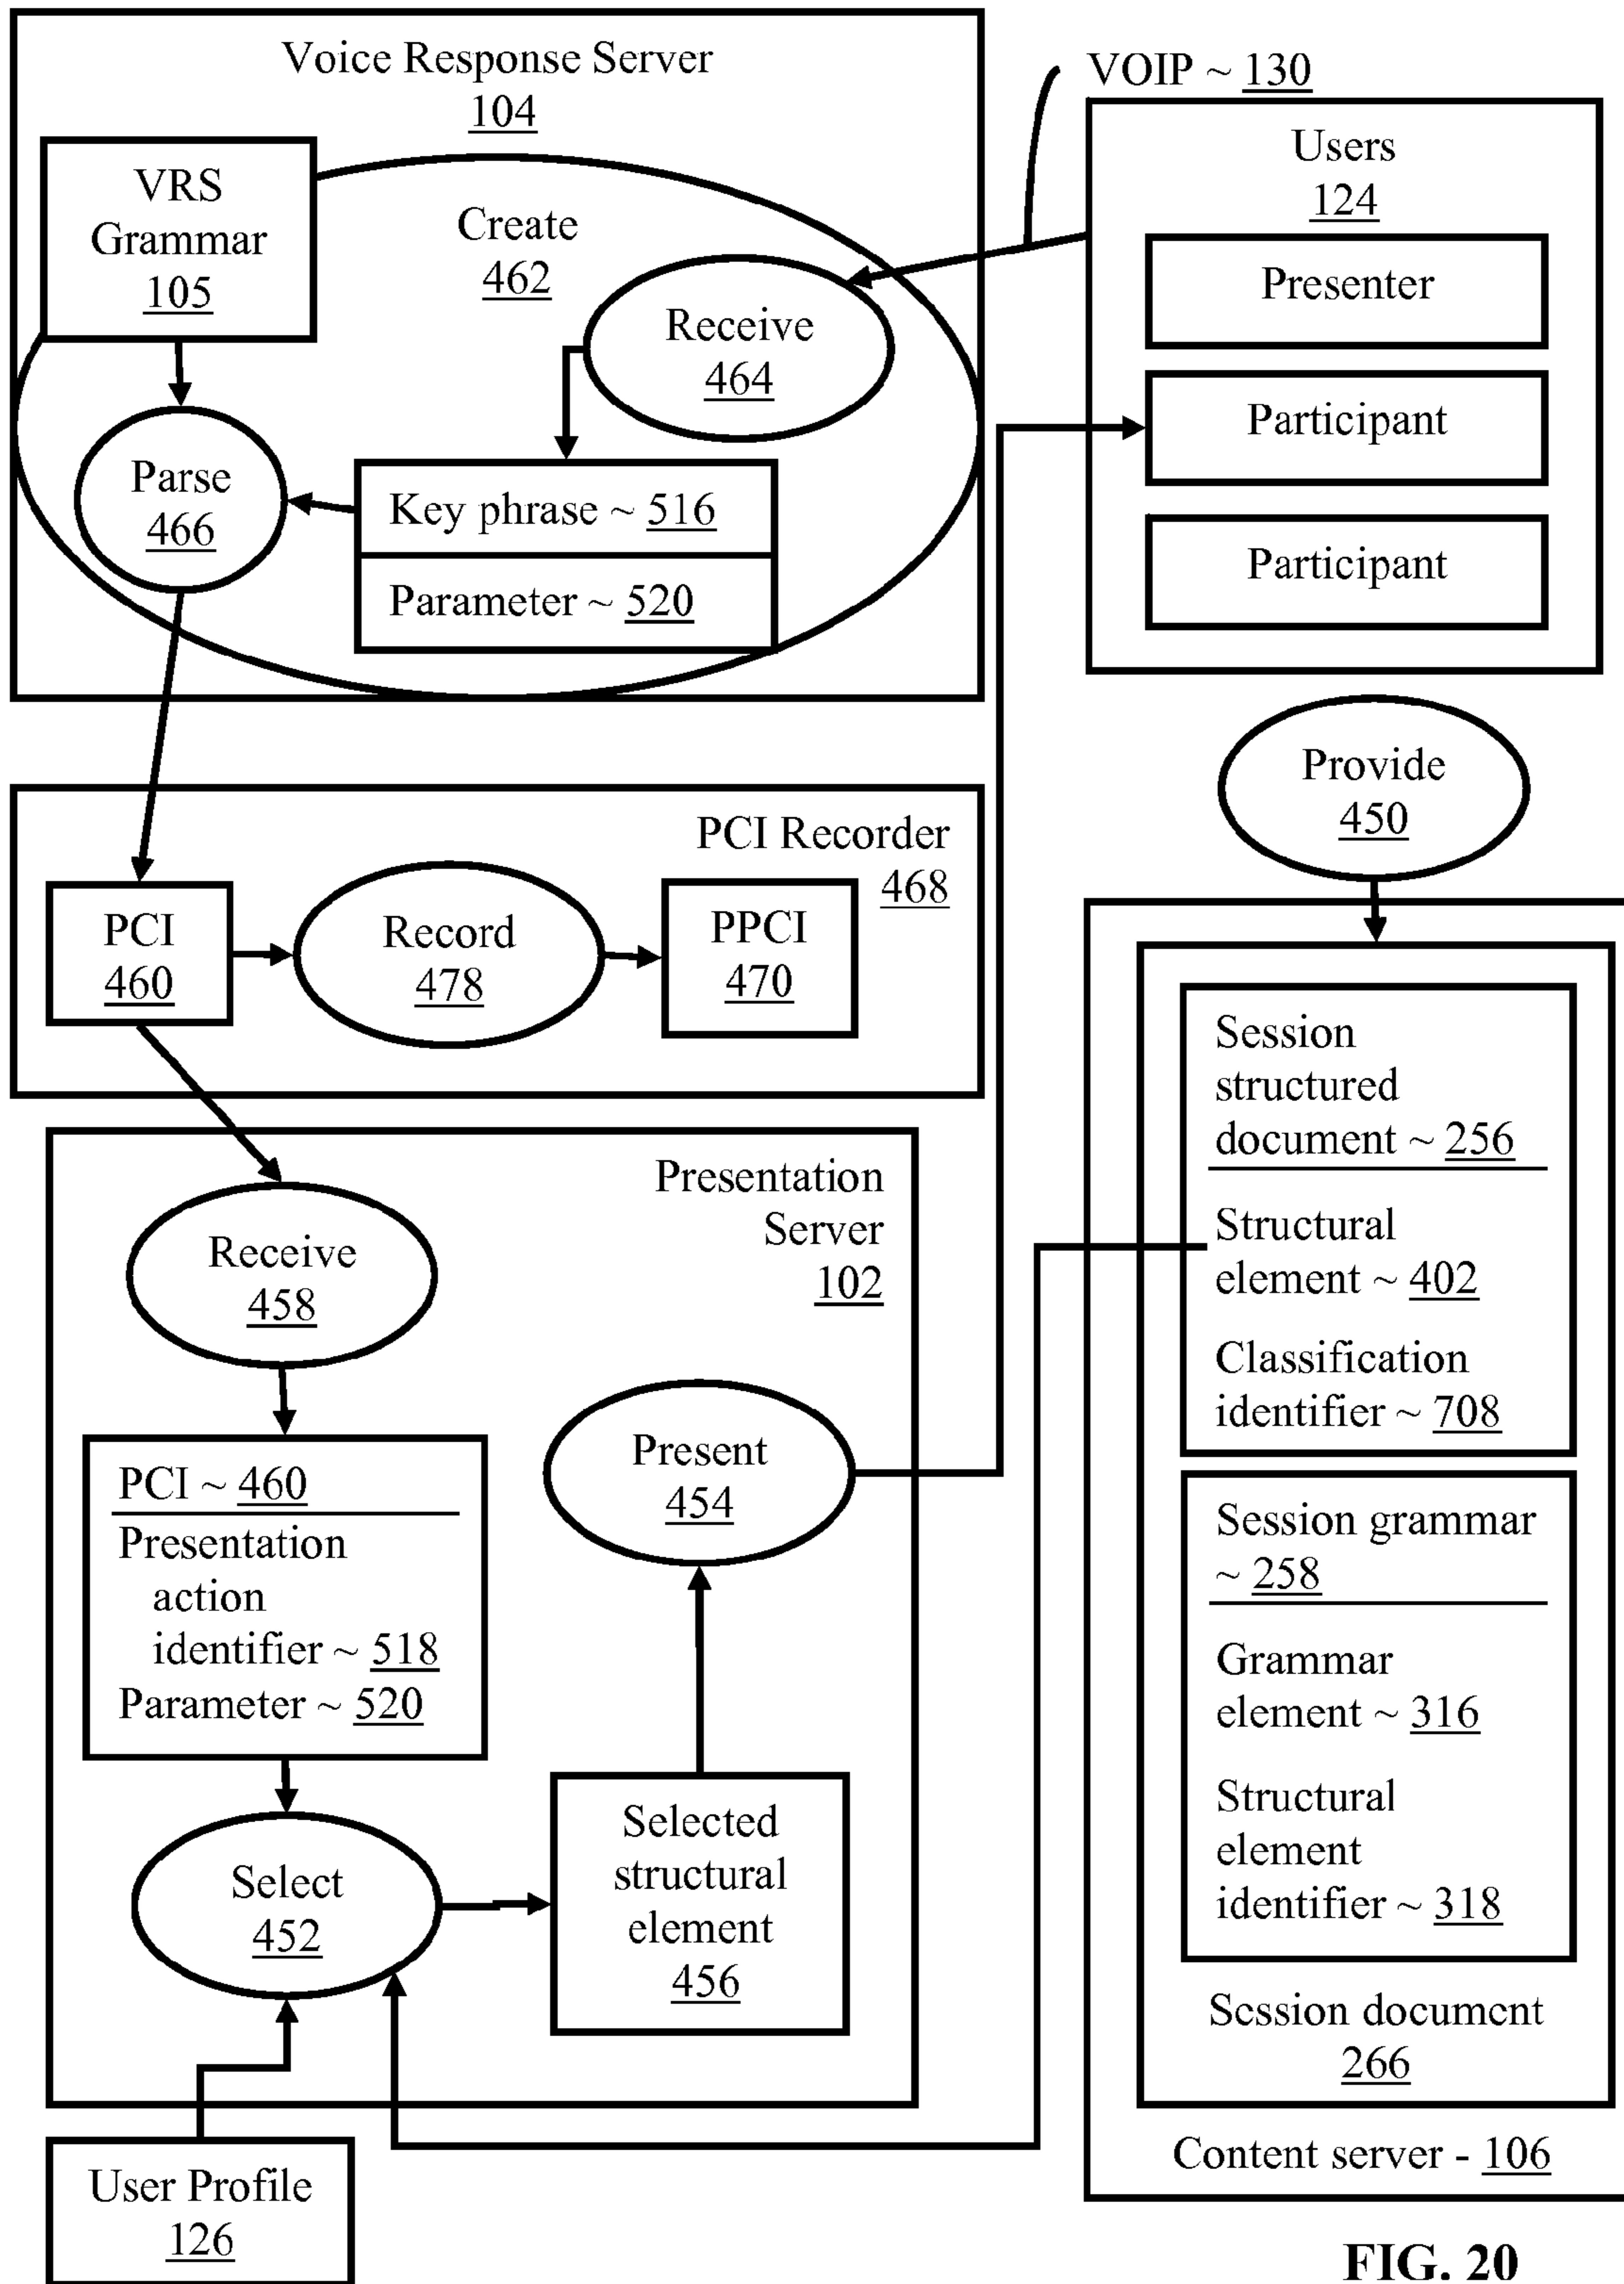 Voice Response Server
104
VRS
Grammar
105
Create
462
Receive
464
Parse
466
Key phrase ~ 516
Parameter ~ 520
VOIP ~ 130
Users
124
Presenter
Participant
Participant
Provide
450
PCI Recorder
468
PCI
460
Record
478
PPCI
470
Presentation
Server
102
Receive
458
PCI ~ 460
Presentation
action
identifier ~ 518
Parameter ~ 520
Present
454
Select
452
Selected
structural
element
456
User Profile
126
Session
structured
document ~ 256
Structural
element ~ 402
Classification
identifier ~ 708
Session grammar
~ 258
Grammar
element ~ 316
Structural
element
identifier ~ 318
Session document
266
Content server - 106
FIG. 20